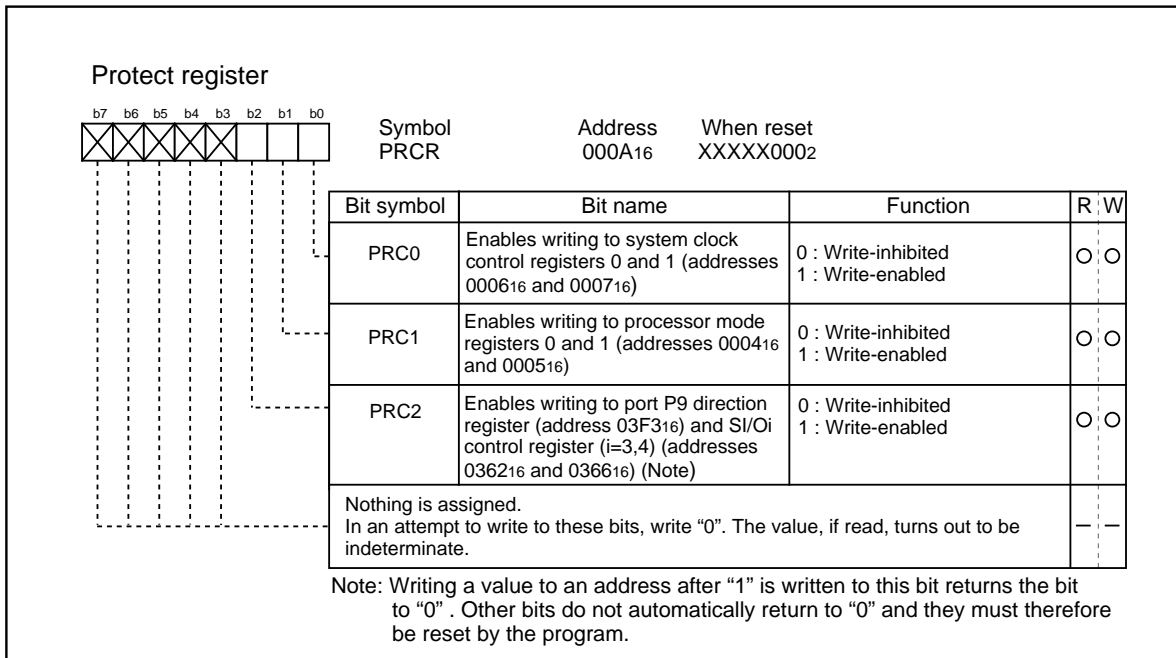 Protect register
b7 b6 b5 b4 b3 b2 b1 b0
Symbol Address When reset
PRCR 000A16 XXXXX0002
Bit symbol Bit name Function R W
PRC0 Enables writing to system clock
control registers 0 and 1 (addresses
000616 and 000716)
0 : Write-inhibited
1 : Write-enabled
PRC1 Enables writing to processor mode
registers 0 and 1 (addresses 000416
and 000516)
0 : Write-inhibited
1 : Write-enabled
PRC2 Enables writing to port P9 direction
register (address 03F316) and SI/Oi
control register (i=3,4) (addresses
036216 and 036616) (Note)
0 : Write-inhibited
1 : Write-enabled
Nothing is assigned.
In an attempt to write to these bits, write “0”. The value, if read, turns out to be
indeterminate.
Note: Writing a value to an address after “1” is written to this bit returns the bit
to “0” . Other bits do not automatically return to “0” and they must therefore
be reset by the program.